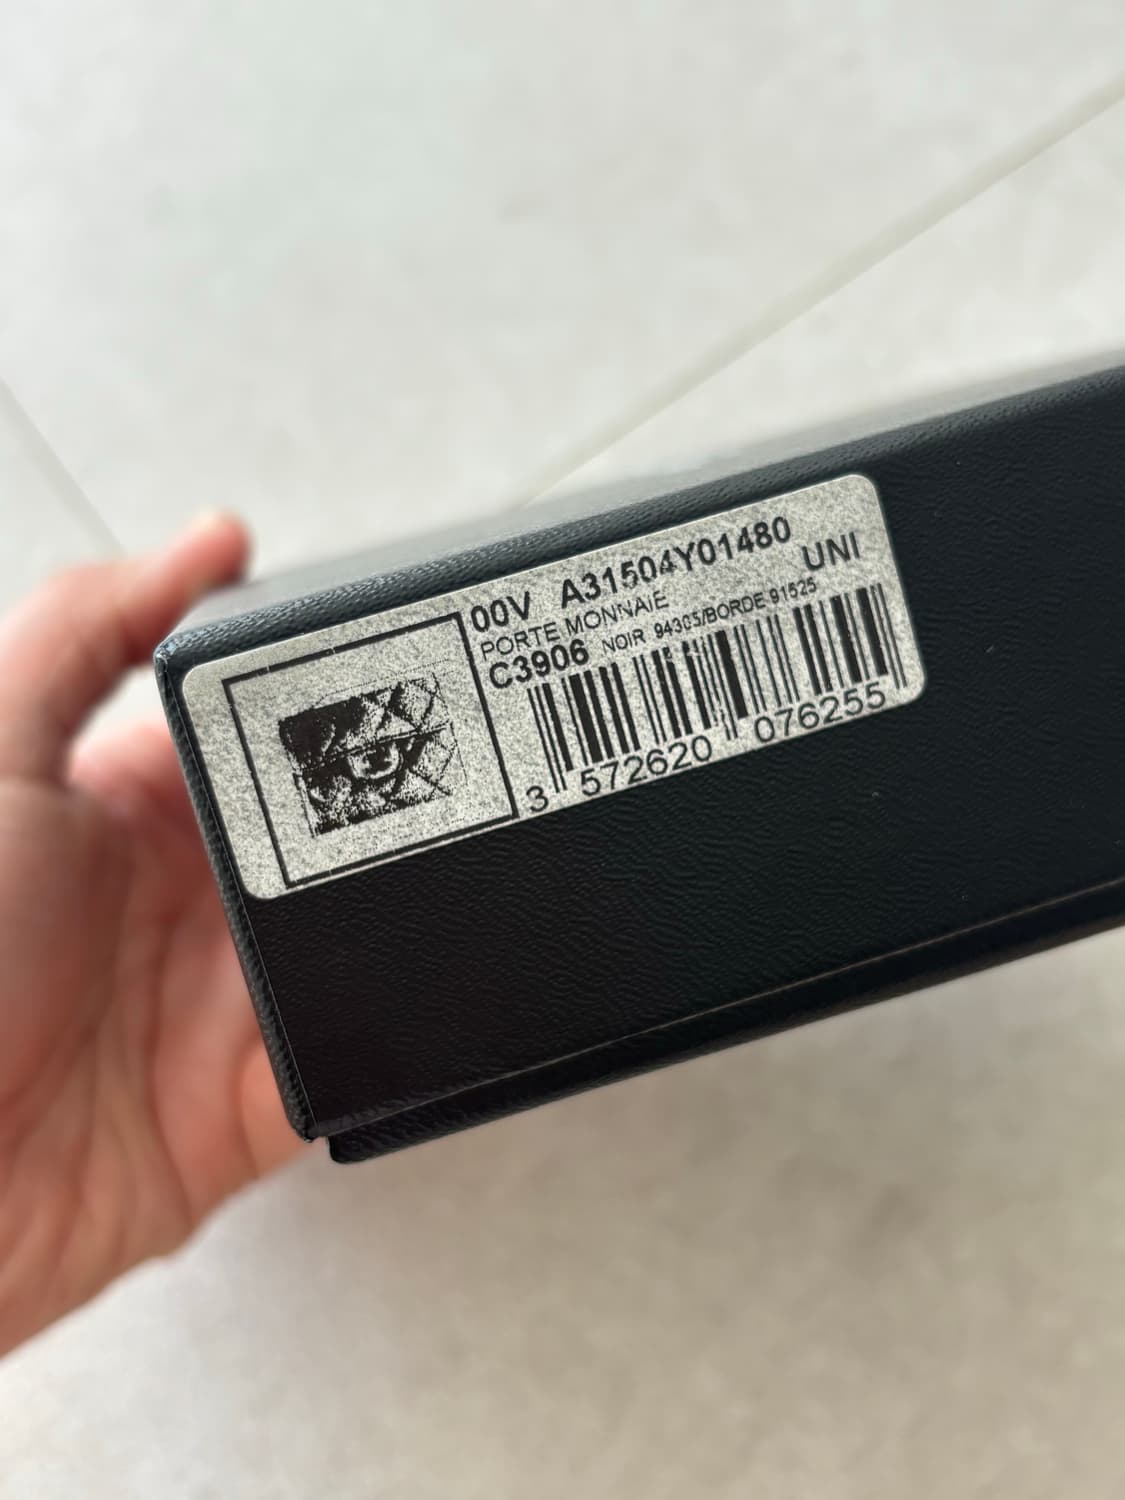 00V A31504Y01480
PORTE MONNAIE UNI
C3906 NOIR 94305/BORDE 91525
3 572620 076255